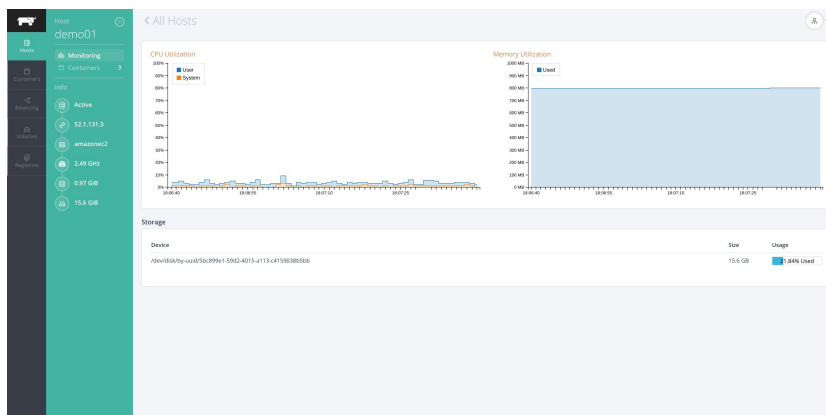 Host
demo01
Hosts
Containers
Balancing
Volumes
Registries
Monitoring
Containers 3
Info
Active
52.1.131.3
amazonec2
2.49 GHz
0.97 GiB
15.6 GiB
< All Hosts
CPU Utilization
User
System
100%
90%
80%
70%
60%
50%
40%
30%
20%
10%
0%
18:06:40 18:06:55 18:07:10 18:07:25
Memory Utilization
Used
1000 MB
900 MB
800 MB
700 MB
600 MB
500 MB
400 MB
300 MB
200 MB
100 MB
0 MB
18:06:40 18:06:55 18:07:10 18:07:25
Storage
Device Size Usage
/dev/disk/by-uuid/5bc899e1-59d2-4015-a113-c4159038b5bb 15.6 GB 21.84% Used